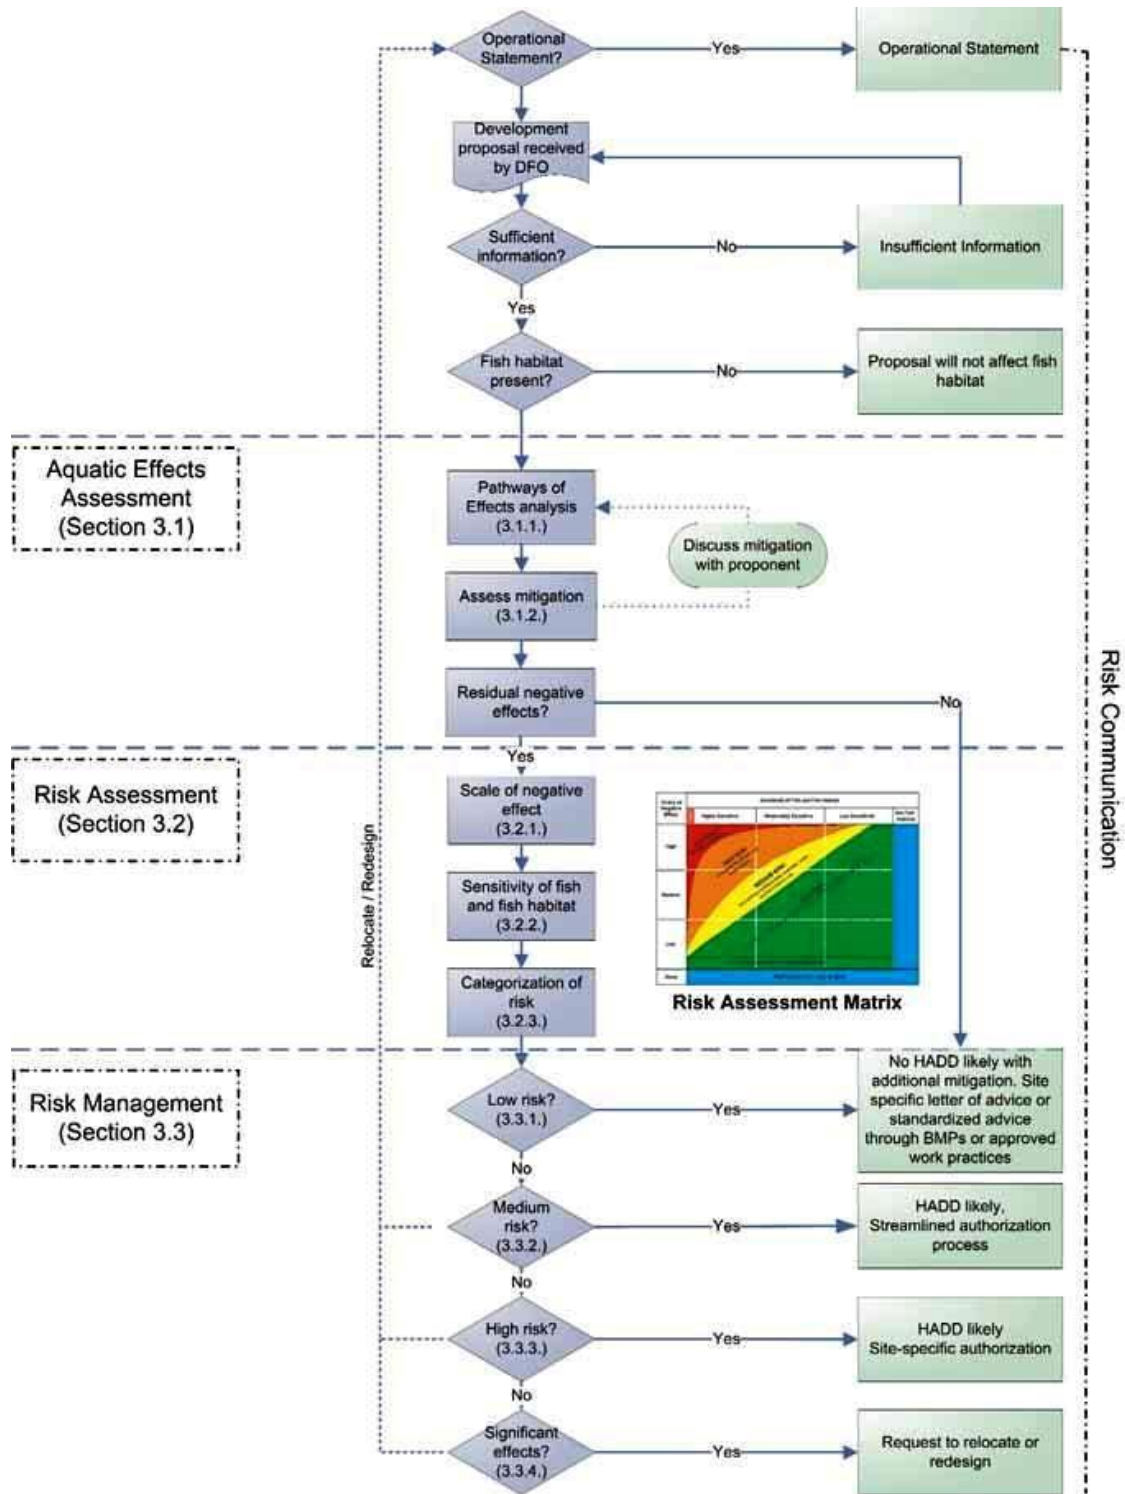 Operational
Statement?
Yes
Operational Statement
Development
proposal received
by DFO
Sufficient
information?
No
Insufficient Information
Yes
Fish habitat
present?
No
Proposal will not affect fish
habitat
Aquatic Effects
Assessment
(Section 3.1)
Pathways of
Effects analysis
(3.1.1.)
Discuss mitigation
with proponent
Assess mitigation
(3.1.2.)
Residual negative
effects?
No
Yes
Risk Communication
Risk Assessment
(Section 3.2)
Scale of negative
effect
(3.2.1.)
Sensitivity of fish
and fish habitat
(3.2.2.)
Categorization of
risk
(3.2.3.)
Relocate / Redesign
Highly Sensitive
Moderately Sensitive
High
Low
Risk Assessment Matrix
Risk Management
(Section 3.3)
Low risk?
(3.3.1.)
Yes
No HADD likely with
additional mitigation. Site
specific letter of advice or
standardized advice
through BMPs or approved
work practices
No
Medium
risk?
(3.3.2.)
Yes
HADD likely,
Streamlined authorization
process
No
High risk?
(3.3.3.)
Yes
HADD likely
Site-specific authorization
No
Significant
effects?
(3.3.4.)
Yes
Request to relocate or
redesign